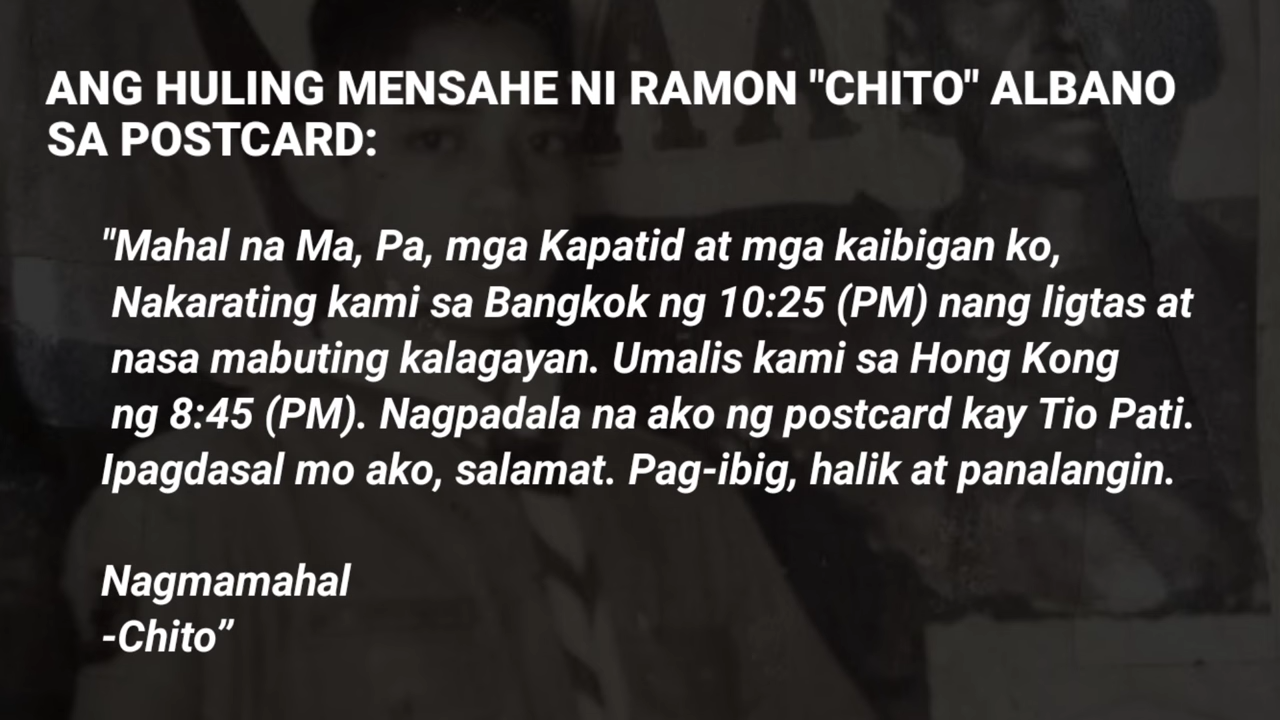 ANG HULING MENSAHE NI RAMON "CHITO" ALBANO
SA POSTCARD:
"Mahal na Ma, Pa, mga Kapatid at mga kaibigan ko,
Nakarating kami sa Bangkok ng 10:25 (PM) nang ligtas at
nasa mabuting kalagayan. Umalis kami sa Hong Kong
ng 8:45 (PM). Nagpadala na ako ng postcard kay Tio Pati.
Ipagdasal mo ako, salamat. Pag-ibig, halik at panalangin.
Nagmamahal
-Chito”